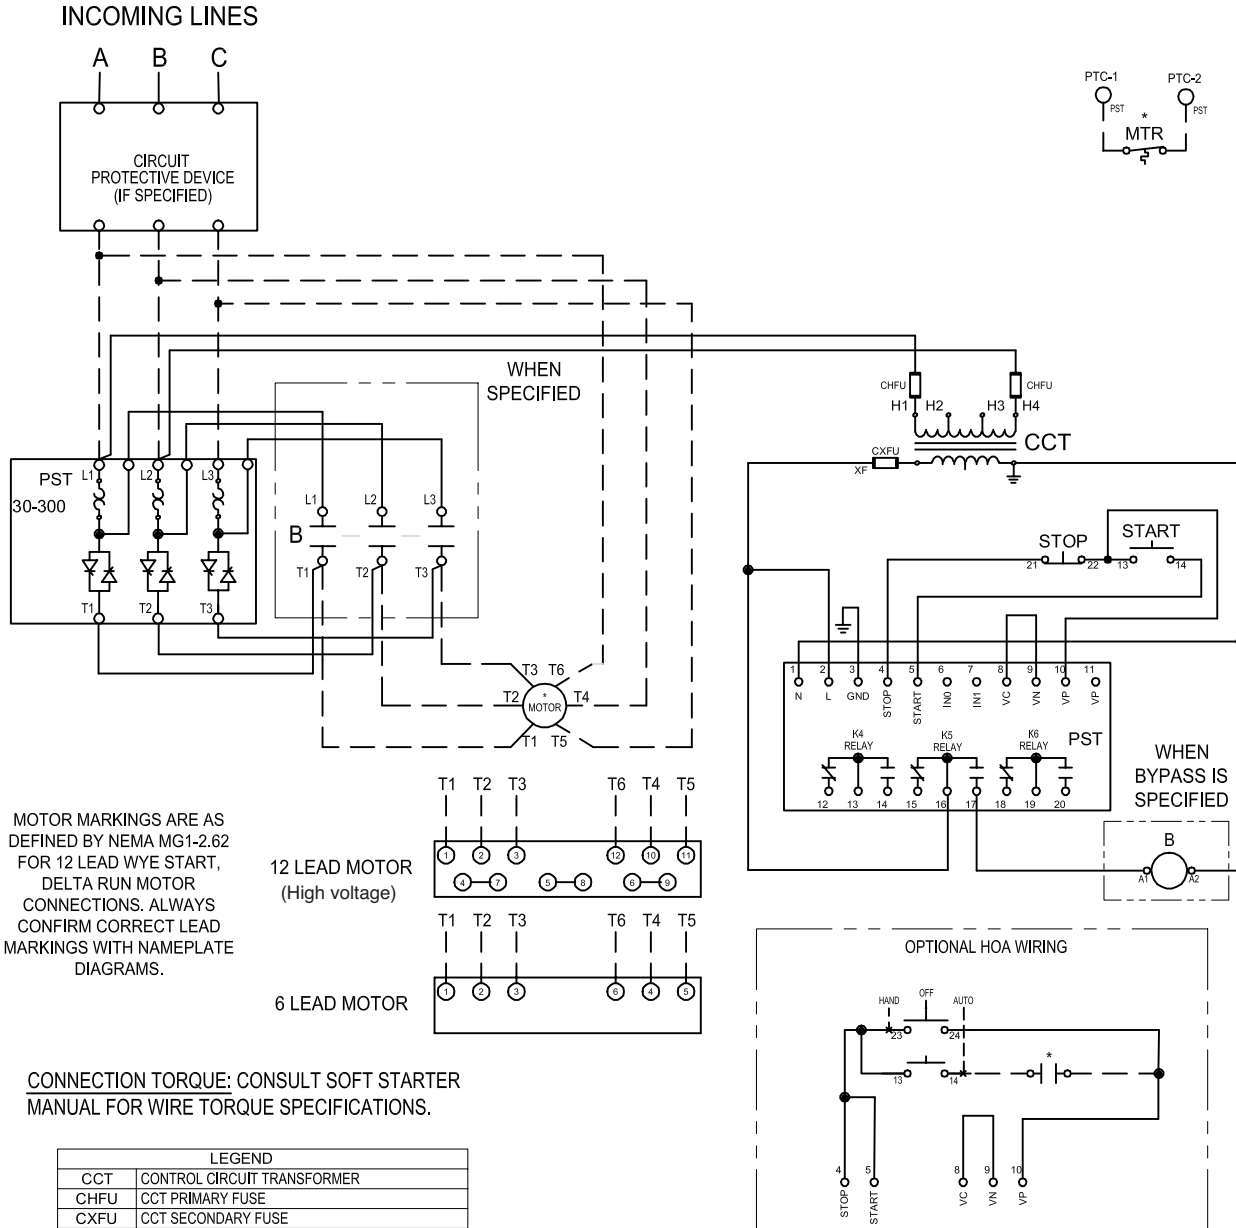 INCOMING LINES
A B C
CIRCUIT
PROTECTIVE DEVICE
(IF SPECIFIED)
PTC-1 PTC-2
PST PST
*
MTR
WHEN
SPECIFIED
CHFU CHFU
H1 H2 H3 H4
CCT
CXFU
XF
PST
30-300
L1 L2 L3
T1 T2 T3
L1 L2 L3
B
T1 T2 T3
STOP START
21 22 13 14
T3 T6
T2 * T4
MOTOR
T1 T5
1 2 3 4 5 6 7 8 9 10 11
N L GND STOP START IN0 IN1 VC VN VP VP
PST
K4
RELAY
K5
RELAY
K6
RELAY
12 13 14 15 16 17 18 19 20
WHEN
BYPASS IS
SPECIFIED
B
A1 A2
MOTOR MARKINGS ARE AS
DEFINED BY NEMA MG1-2.62
FOR 12 LEAD WYE START,
DELTA RUN MOTOR
CONNECTIONS. ALWAYS
CONFIRM CORRECT LEAD
MARKINGS WITH NAMEPLATE
DIAGRAMS.
T1 T2 T3 T6 T4 T5
12 LEAD MOTOR
(High voltage)
1 2 3 12 10 11
4 7 5 8 6 9
T1 T2 T3 T6 T4 T5
6 LEAD MOTOR
1 2 3 6 4 5
OPTIONAL HOA WIRING
HAND OFF AUTO
23 24
13 14 *
4 5 8 9 10
STOP START VC VN VP
CONNECTION TORQUE: CONSULT SOFT STARTER
MANUAL FOR WIRE TORQUE SPECIFICATIONS.
LEGEND
CCT CONTROL CIRCUIT TRANSFORMER
CHFU CCT PRIMARY FUSE
CXFU CCT SECONDARY FUSE